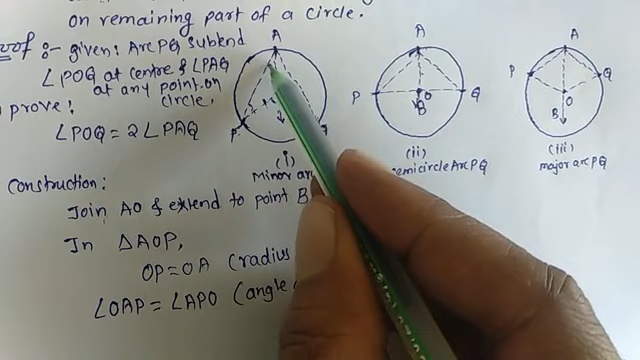 on remaining part of a circle.
Proof :- given: Arc PQ subtend
∠POQ at centre & ∠PAQ
at any point on
circle.
prove:
∠POQ = 2∠PAQ
A
P
(i)
Minor arc
A
P
O
Q
B
(ii)
semicircle Arc PQ
A
P
Q
O
B
(iii)
major arc PQ
Construction:
Join AO & extend to point B
In ΔAOP,
OP = OA (radius
∠OAP = ∠APO (angle